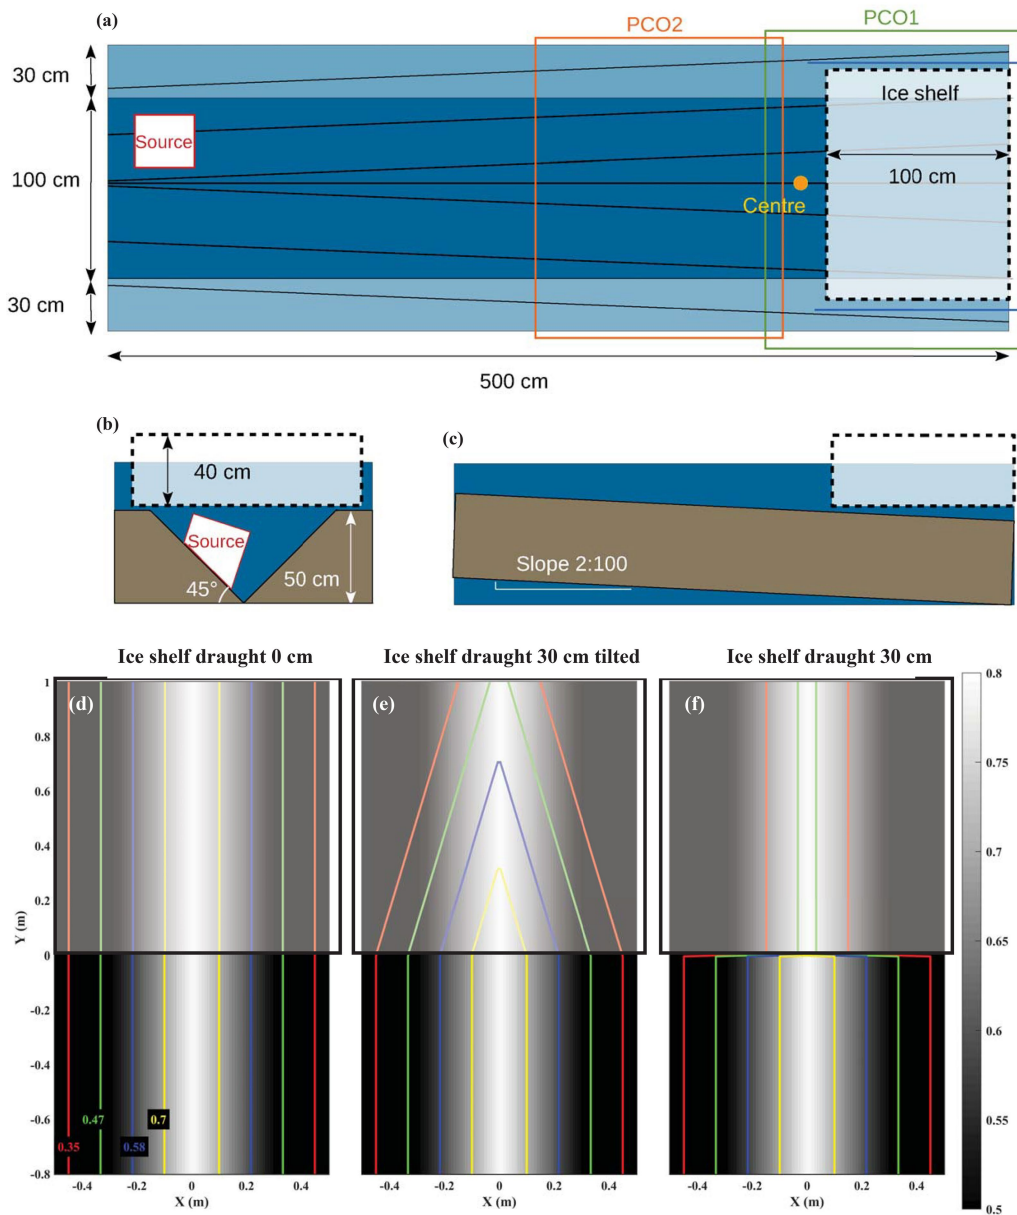 (a)
PCO2
PCO1
30 cm
Ice shelf
Source
100 cm
100 cm
Centre
30 cm
500 cm
(b)
(c)
40 cm
Source
50 cm
45°
Slope 2:100
Ice shelf draught 0 cm
Ice shelf draught 30 cm tilted
Ice shelf draught 30 cm
(d)
(e)
(f)
1
0.8
0.6
0.4
0.2
0
-0.2
-0.4
-0.6
-0.8
Y (m)
0.47
0.7
0.35
0.58
-0.4 -0.2 0 0.2 0.4
X (m)
-0.4 -0.2 0 0.2 0.4
X (m)
-0.4 -0.2 0 0.2 0.4
X (m)
0.8
0.75
0.7
0.65
0.6
0.55
0.5